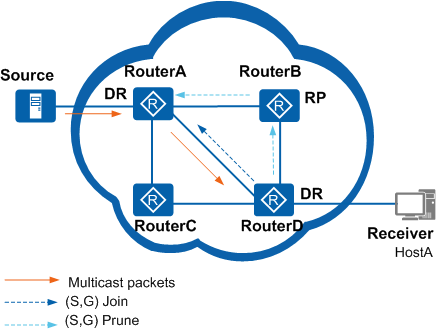 Source
RouterA
RouterB
DR
R
R
RP
R
R
DR
RouterC
RouterD
Receiver
HostA
Multicast packets
(S,G) Join
(S,G) Prune